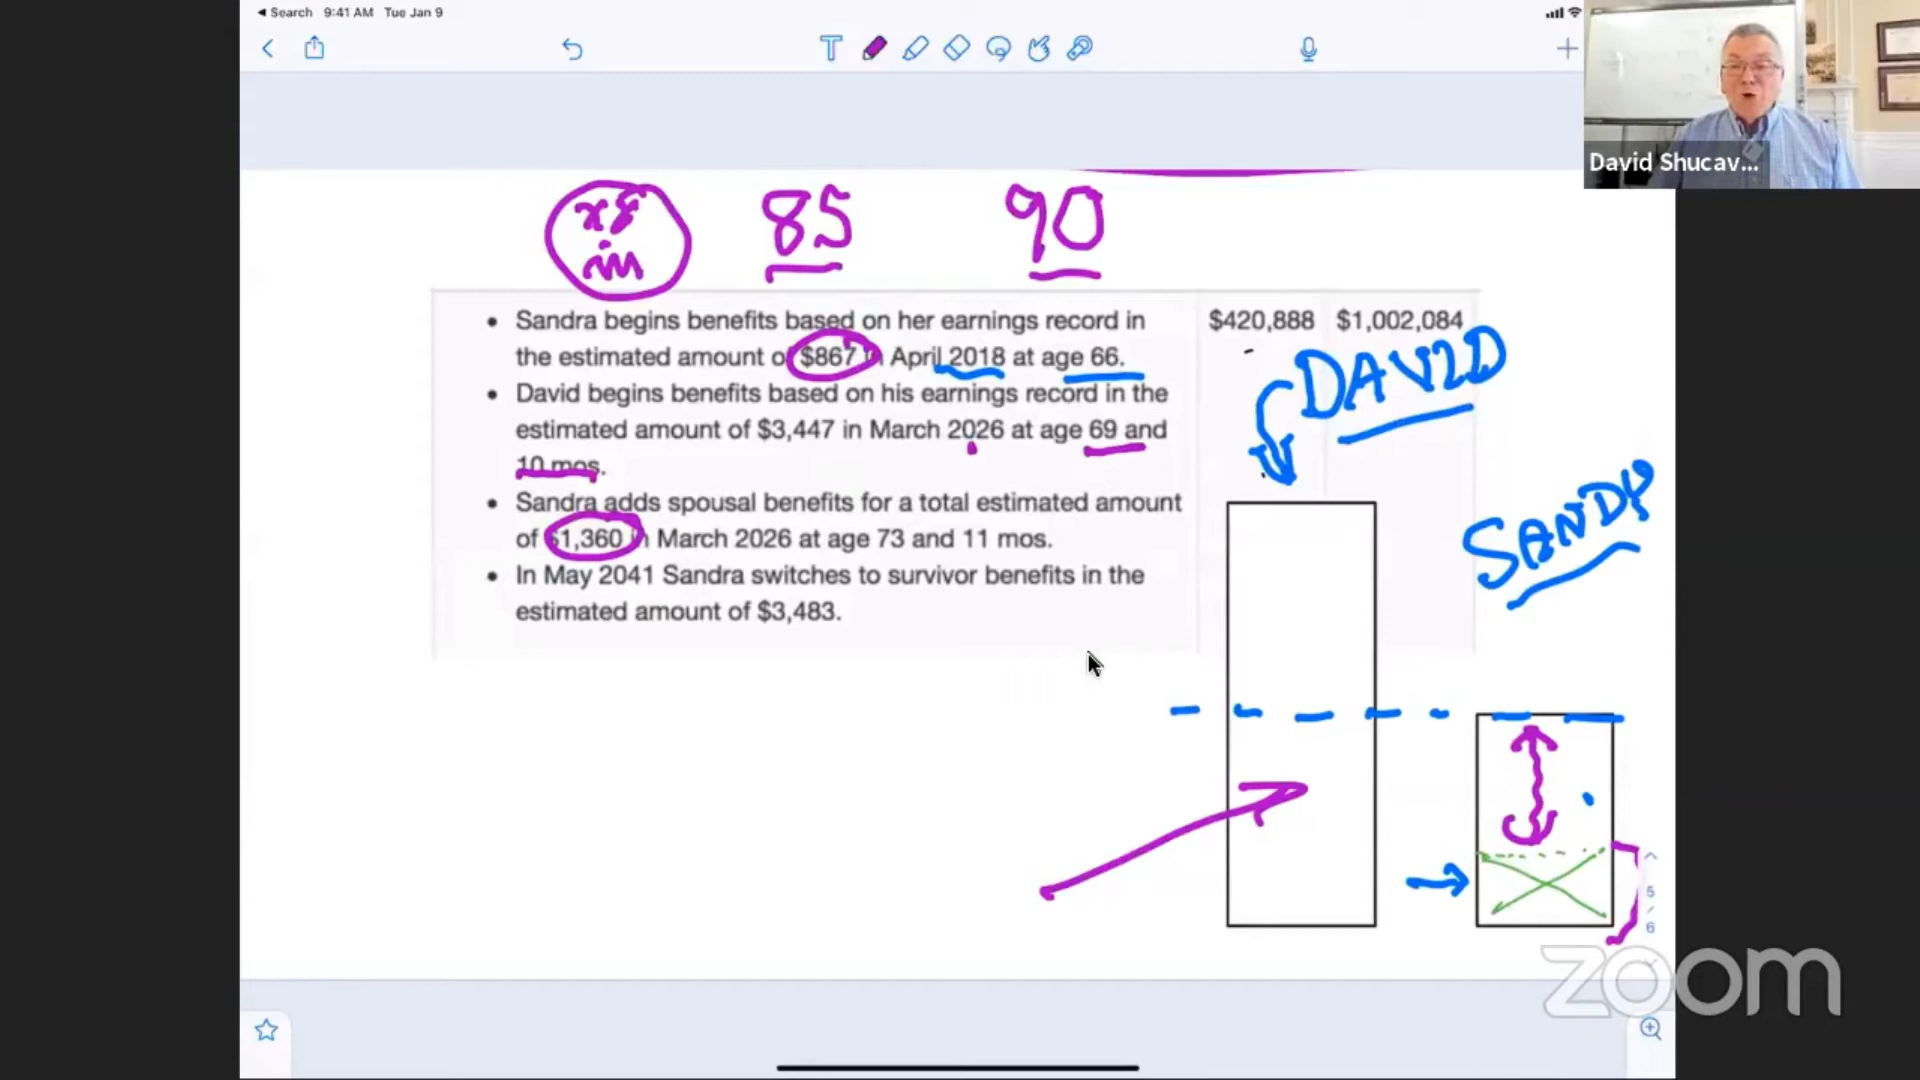 Search 9:41 AM Tue Jan 9
T
David Shucav...
85 90
Sandra begins benefits based on her earnings record in
the estimated amount of $867 in April 2018 at age 66.
$420,888 $1,002,084
David begins benefits based on his earnings record in the
estimated amount of $3,447 in March 2026 at age 69 and
10 mos.
Sandra adds spousal benefits for a total estimated amount
of $1,360 in March 2026 at age 73 and 11 mos.
In May 2041 Sandra switches to survivor benefits in the
estimated amount of $3,483.
DAVID
5
/
6
zoom